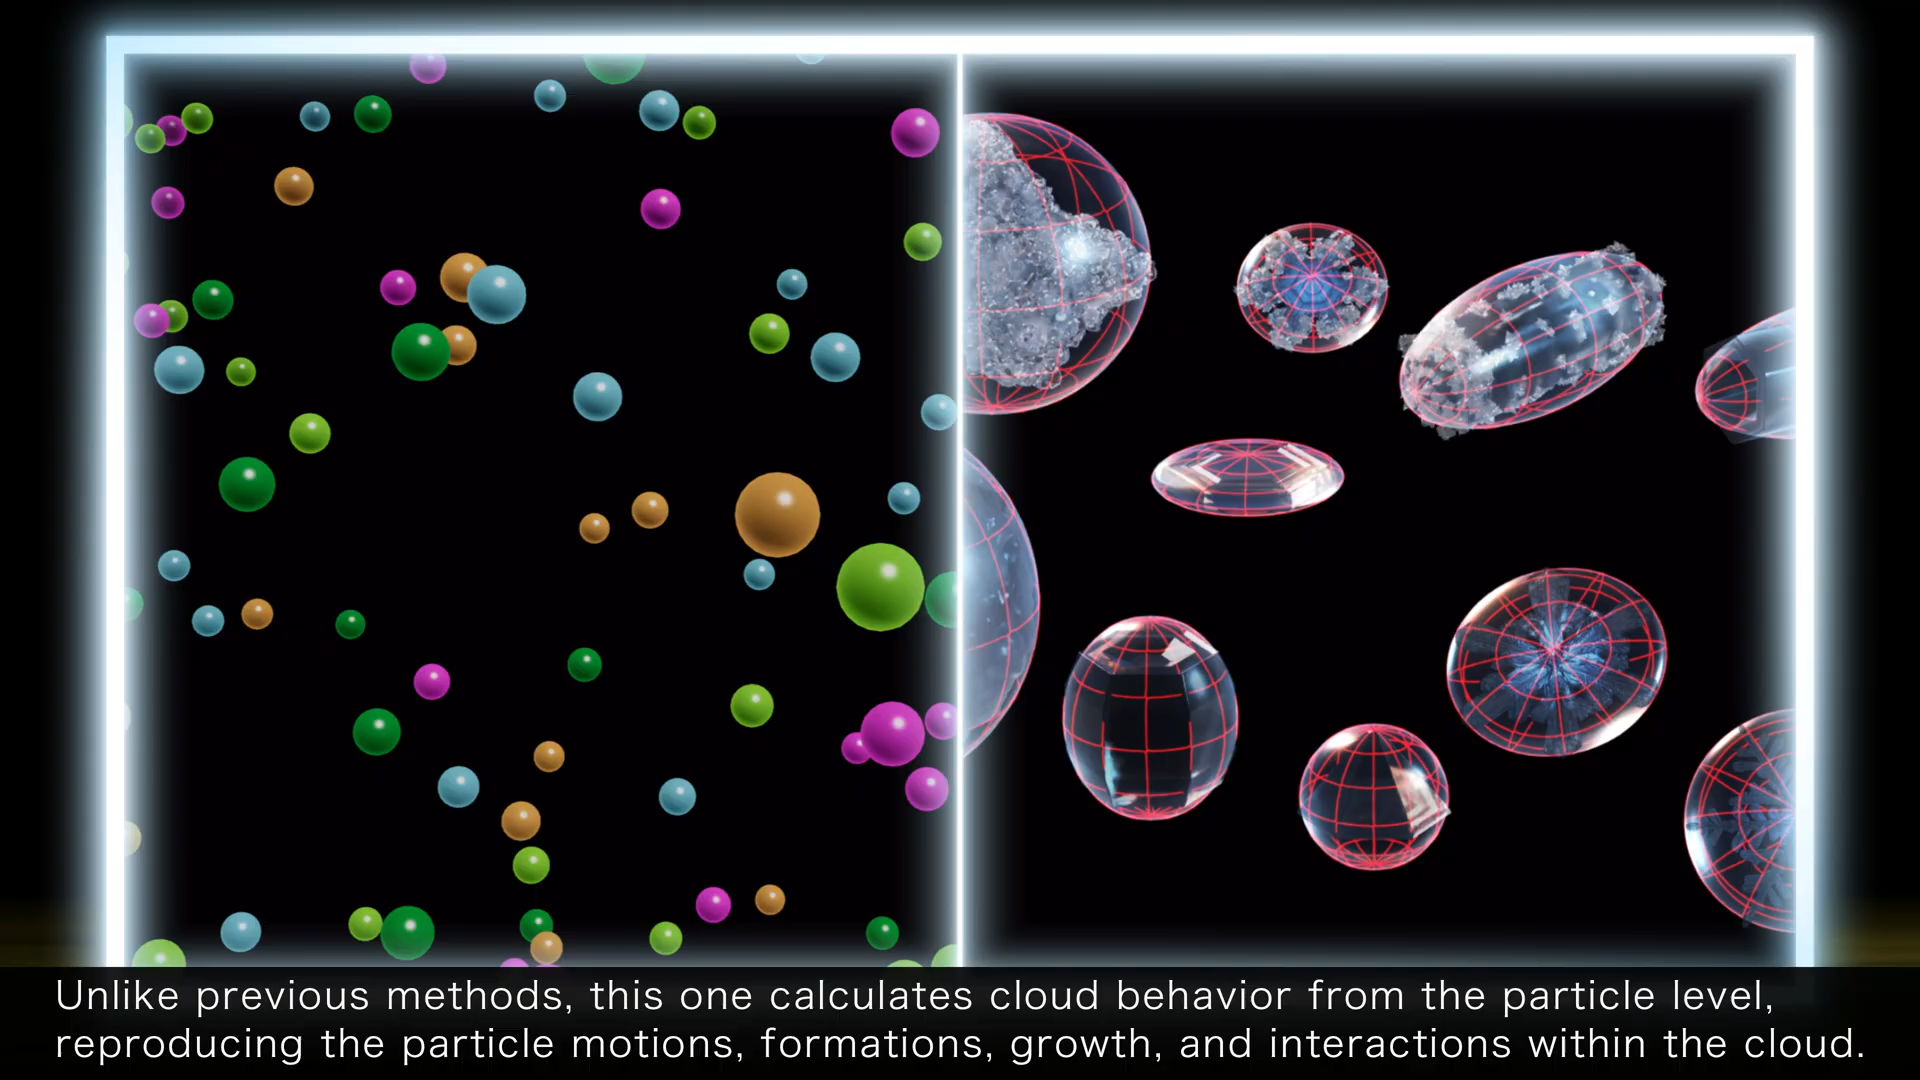 Unlike previous methods, this one calculates cloud behavior from the particle level,
reproducing the particle motions, formations, growth, and interactions within the cloud.